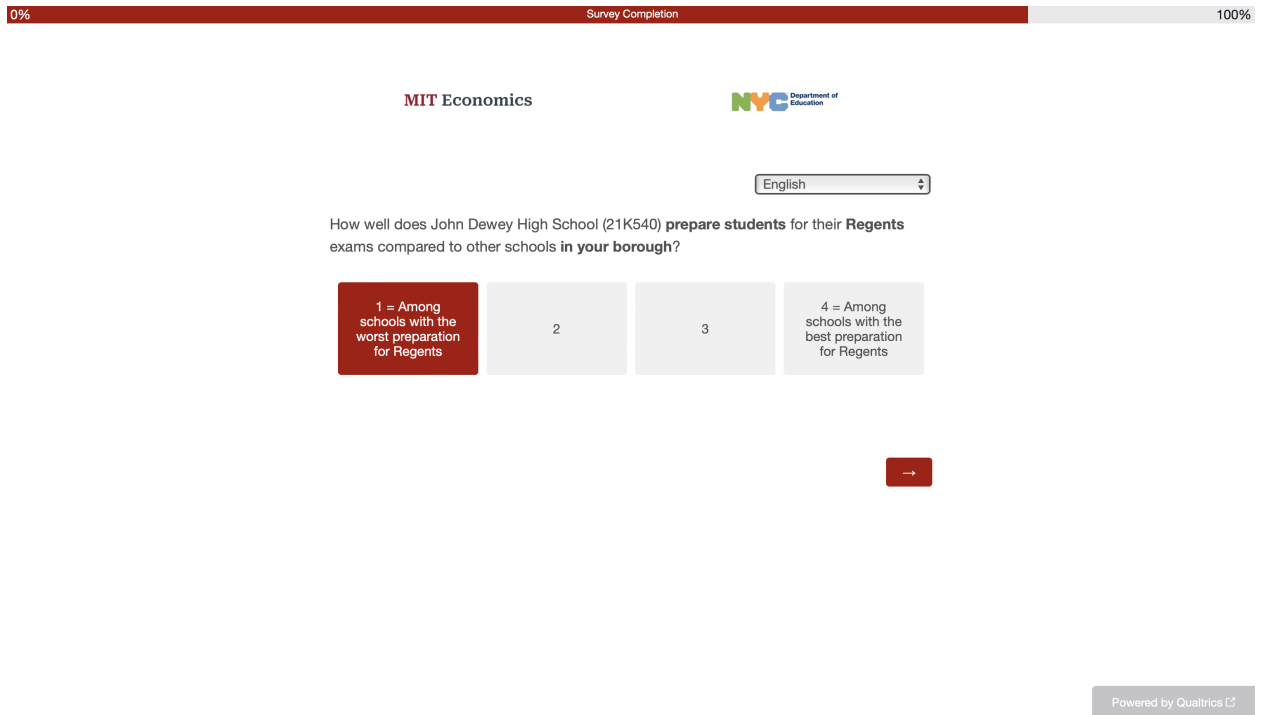 0% Survey Completion 100%
MIT Economics
NYC Department of
Education
English
How well does John Dewey High School (21K540) prepare students for their Regents
exams compared to other schools in your borough?
1 = Among
schools with the
worst preparation
for Regents
2
3
4 = Among
schools with the
best preparation
for Regents
→
Powered by Qualtrics